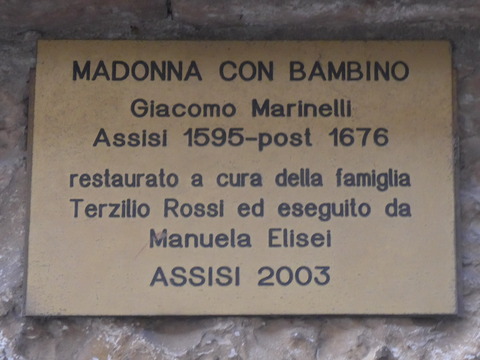 MADONNA CON BAMBINO
Giacomo Marinelli
Assisi 1595-post 1676
restaurato a cura della famiglia
Terzilio Rossi ed eseguito da
Manuela Elisei
ASSISI 2003